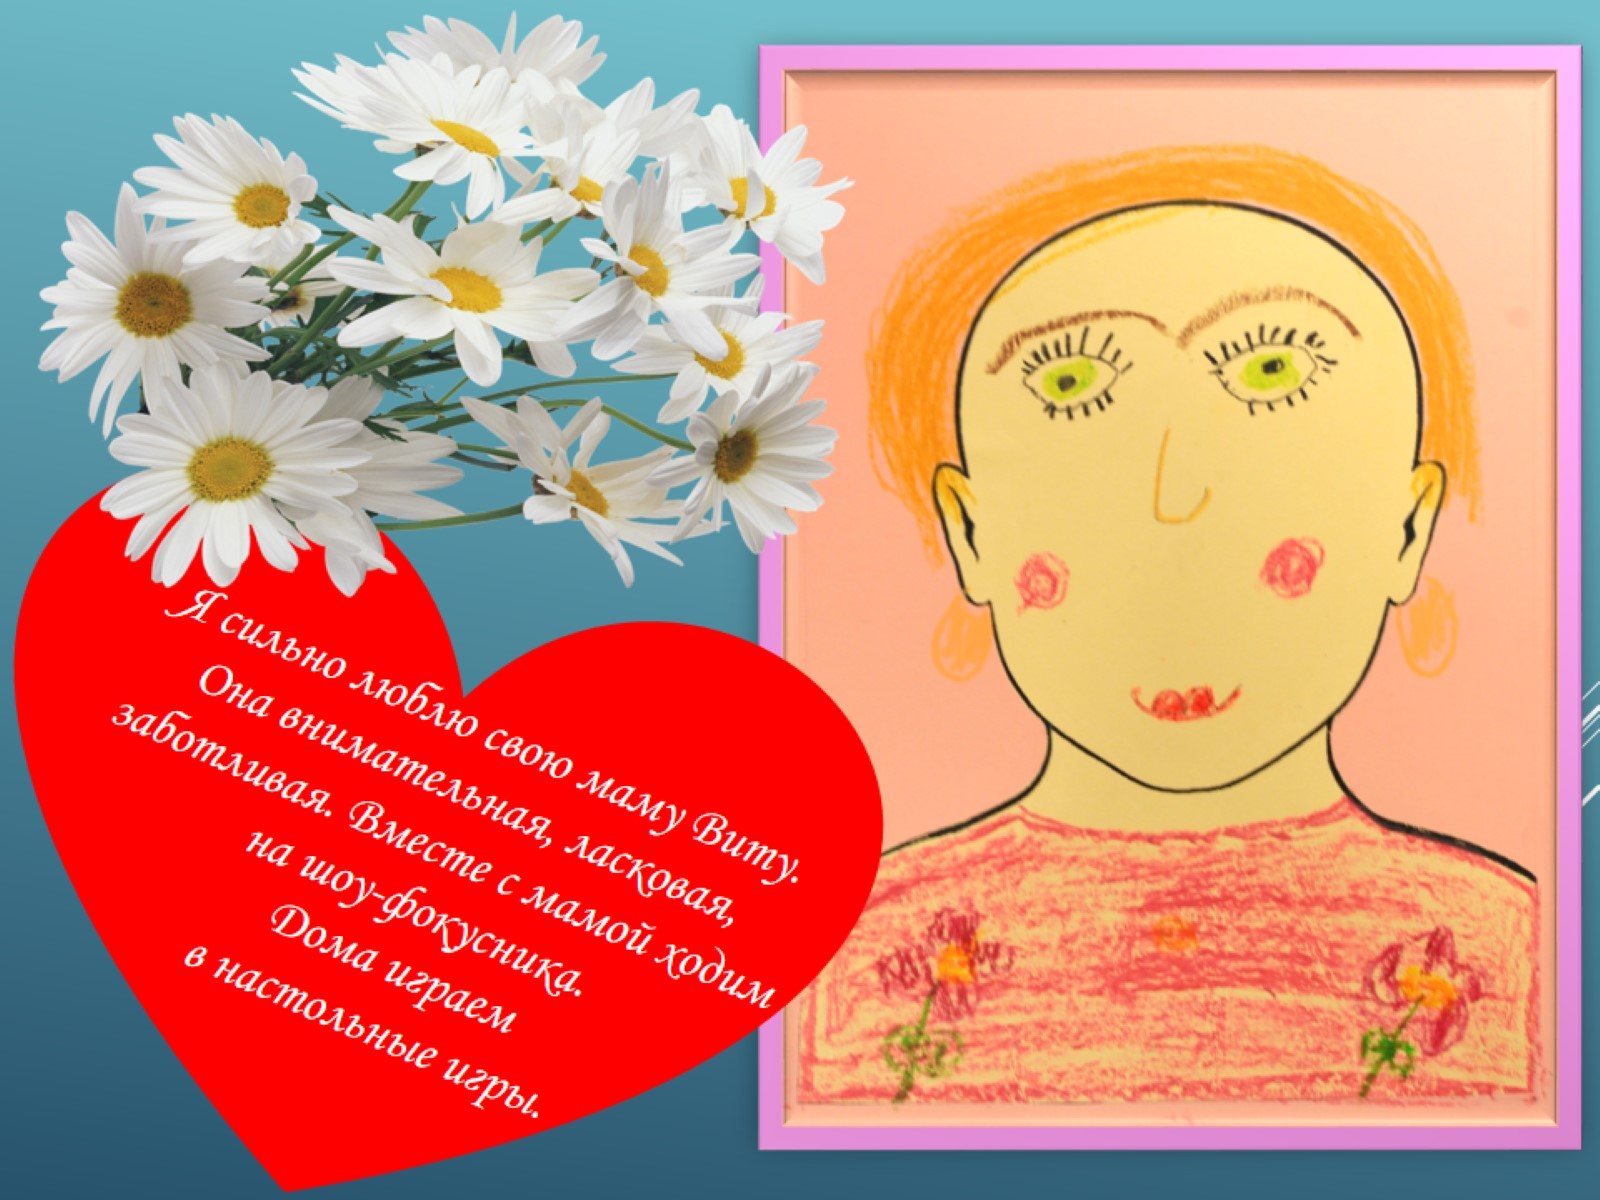 Я сильно люблю свою маму Виту.
Она внимательная, ласковая,
заботливая. Вместе с мамой ходим
на шоу-фокусника.
Дома играем
в настольные игры.